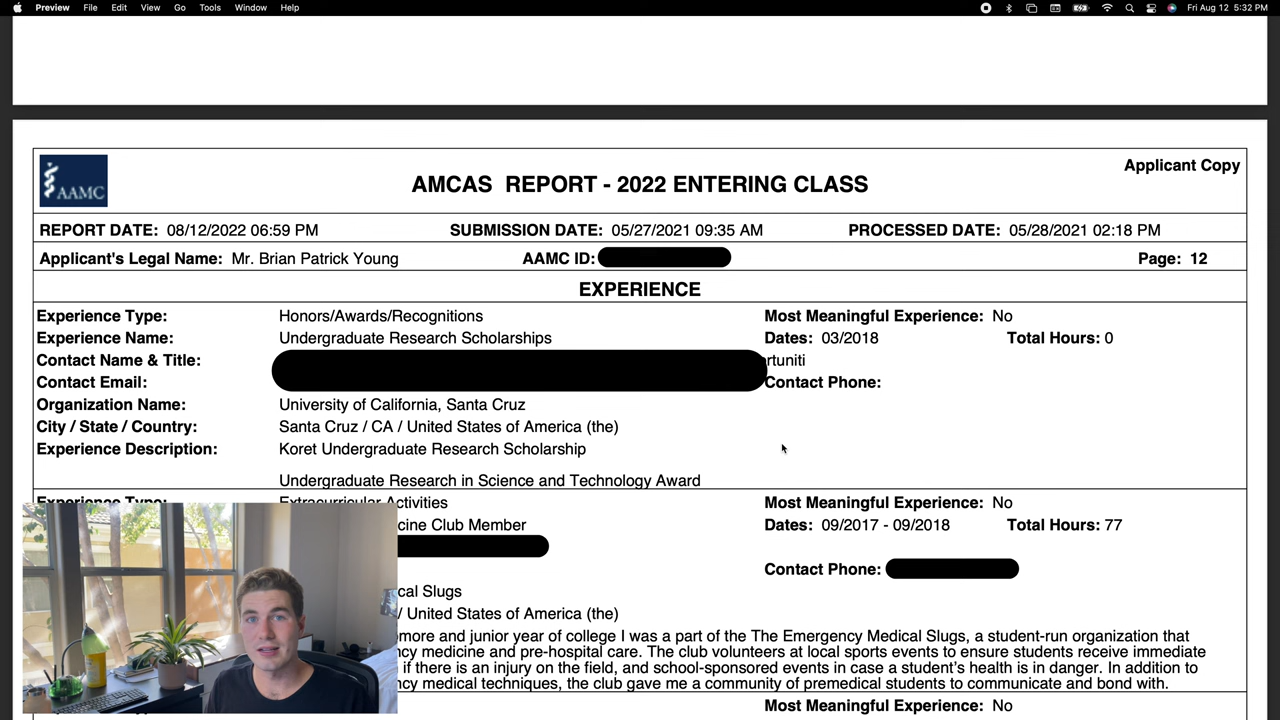 Preview File Edit View Go Tools Window Help Fri Aug 12 5:32 PM
AAMC
AMCAS REPORT - 2022 ENTERING CLASS
Applicant Copy
REPORT DATE: 08/12/2022 06:59 PM SUBMISSION DATE: 05/27/2021 09:35 AM PROCESSED DATE: 05/28/2021 02:18 PM
Applicant's Legal Name: Mr. Brian Patrick Young AAMC ID: Page: 12
EXPERIENCE
Experience Type: Honors/Awards/Recognitions Most Meaningful Experience: No
Experience Name: Undergraduate Research Scholarships Dates: 03/2018 Total Hours: 0
Contact Name & Title: rtuniti
Contact Email: Contact Phone:
Organization Name: University of California, Santa Cruz
City / State / Country: Santa Cruz / CA / United States of America (the)
Experience Description: Koret Undergraduate Research Scholarship
Undergraduate Research in Science and Technology Award
Experience Type: Extracurricular Activities Most Meaningful Experience: No
cine Club Member Dates: 09/2017 - 09/2018 Total Hours: 77
Contact Phone:
cal Slugs
/ United States of America (the)
omore and junior year of college I was a part of the The Emergency Medical Slugs, a student-run organization that
ncy medicine and pre-hospital care. The club volunteers at local sports events to ensure students receive immediate
if there is an injury on the field, and school-sponsored events in case a student's health is in danger. In addition to
ncy medical techniques, the club gave me a community of premedical students to communicate and bond with.
Most Meaningful Experience: No